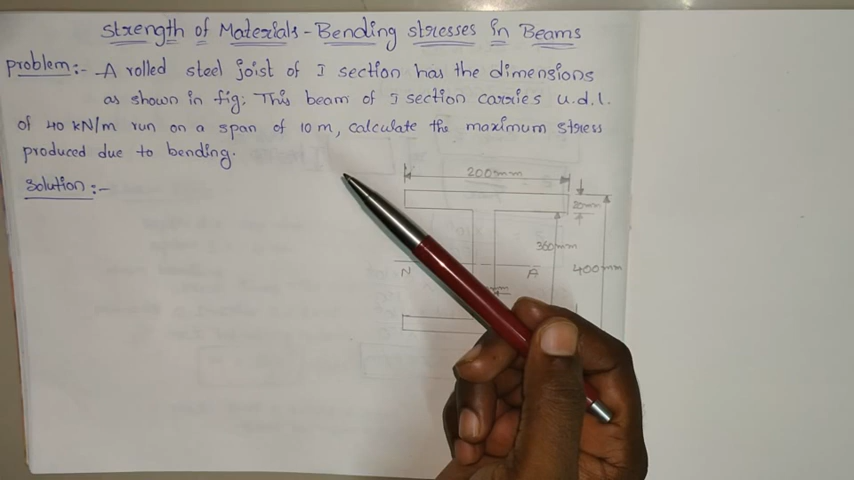 Strength of Materials - Bending stresses in Beams
Problem:- A rolled steel joist of I section has the dimensions
as shown in fig: This beam of I section carries u.d.l.
of 40 kN/m run on a span of 10 m, calculate the maximum stress
produced due to bending.
Solution:-
200mm
20mm
360mm
400mm
N A